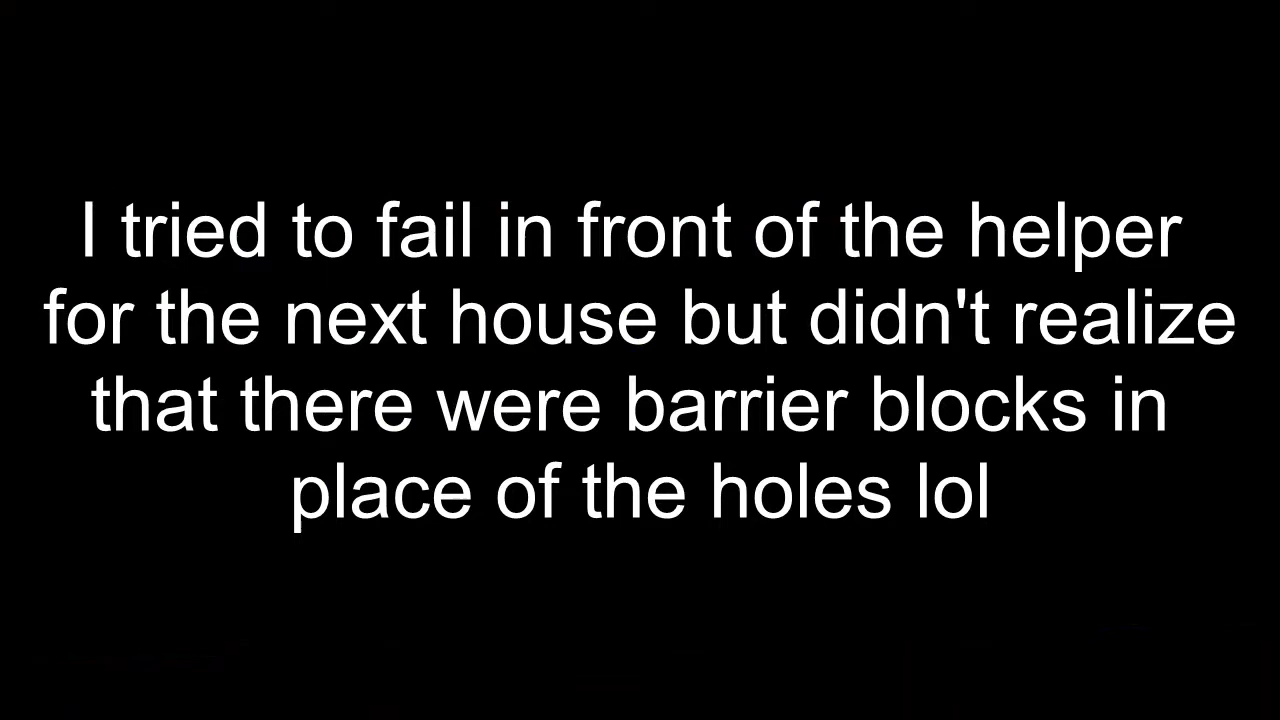 I tried to fail in front of the helper
for the next house but didn't realize
that there were barrier blocks in
place of the holes lol